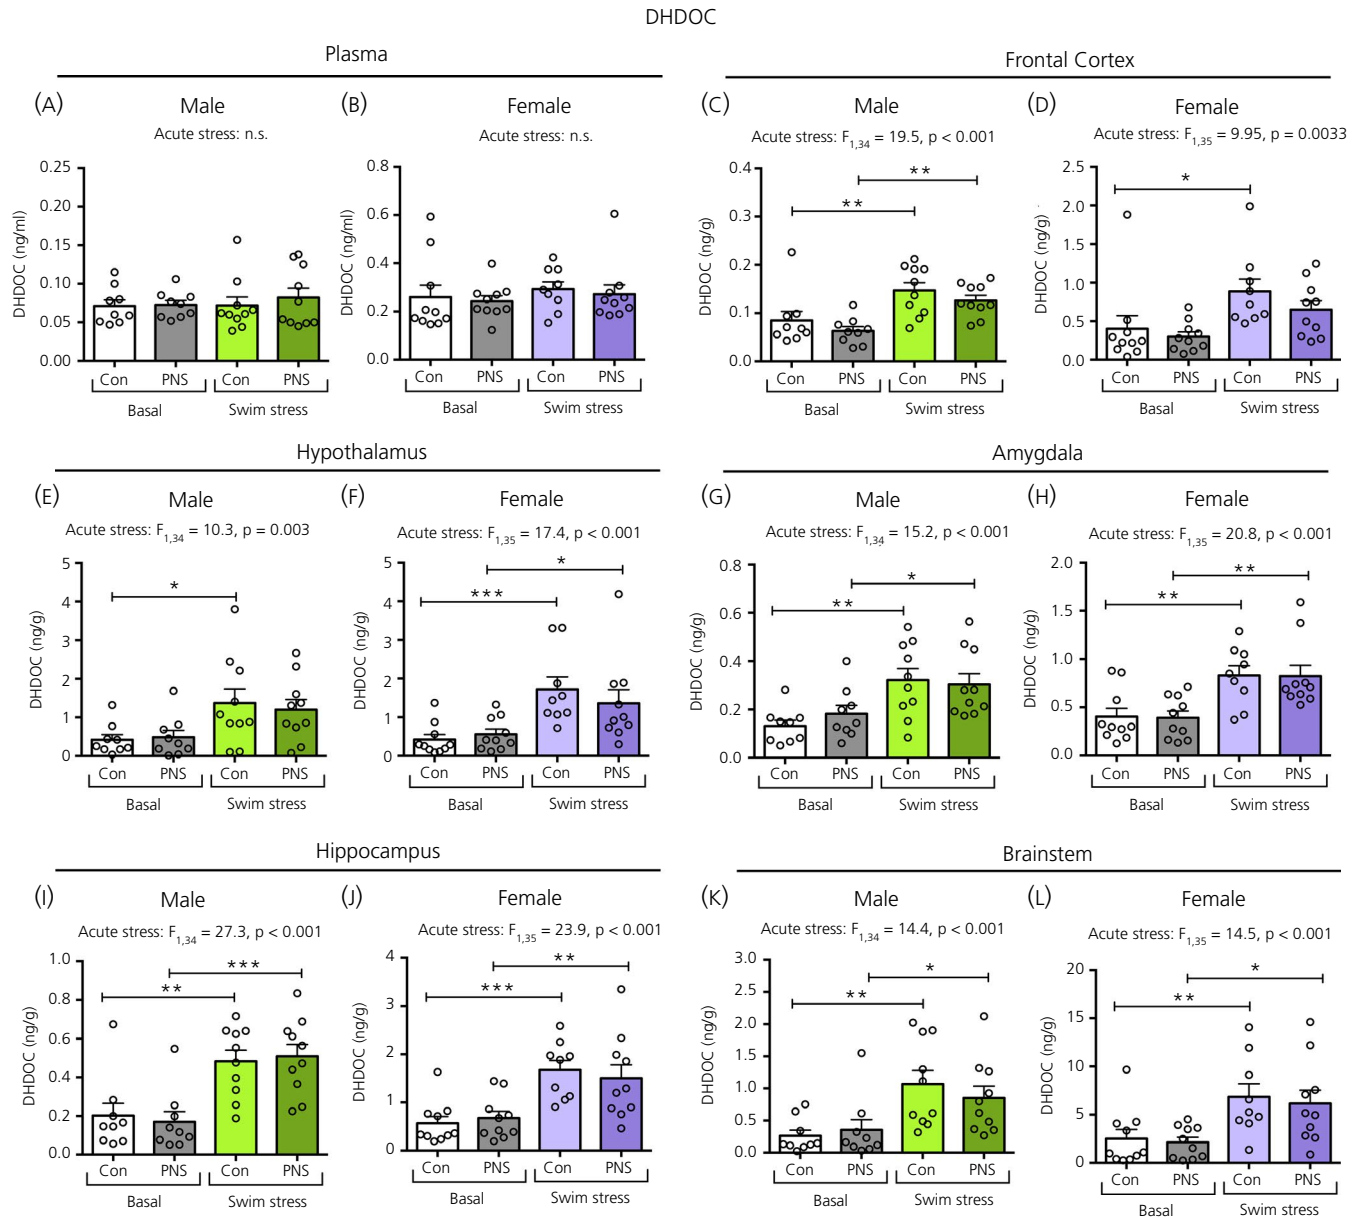 DHDOC
Plasma
Frontal Cortex
(A)
Male
Acute stress: n.s.
DHDOC (ng/ml)
0.25
0.20
0.15
0.10
0.05
0.00
Con
PNS
Con
PNS
Basal
Swim stress
(B)
Female
Acute stress: n.s.
DHDOC (ng/ml)
0.8
0.6
0.4
0.2
0.0
Con
PNS
Con
PNS
Basal
Swim stress
(C)
Male
Acute stress: F1,34 = 19.5, p < 0.001
DHDOC (ng/g)
0.4
0.3
0.2
0.1
0.0
**
**
Con
PNS
Con
PNS
Basal
Swim stress
(D)
Female
Acute stress: F1,35 = 9.95, p = 0.0033
DHDOC (ng/g)
2.5
2.0
1.5
1.0
0.5
0.0
*
Con
PNS
Con
PNS
Basal
Swim stress
Hypothalamus
Amygdala
(E)
Male
Acute stress: F1,34 = 10.3, p = 0.003
DHDOC (ng/g)
5
4
3
2
1
0
*
Con
PNS
Con
PNS
Basal
Swim stress
(F)
Female
Acute stress: F1,35 = 17.4, p < 0.001
DHDOC (ng/g)
5
4
3
2
1
0
*
***
Con
PNS
Con
PNS
Basal
Swim stress
(G)
Male
Acute stress: F1,34 = 15.2, p < 0.001
DHDOC (ng/g)
0.8
0.6
0.4
0.2
0.0
*
**
Con
PNS
Con
PNS
Basal
Swim stress
(H)
Female
Acute stress: F1,35 = 20.8, p < 0.001
DHDOC (ng/g)
2.0
1.5
1.0
0.5
0.0
**
**
Con
PNS
Con
PNS
Basal
Swim stress
Hippocampus
Brainstem
(I)
Male
Acute stress: F1,34 = 27.3, p < 0.001
DHDOC (ng/g)
1.0
0.8
0.6
0.4
0.2
0.0
***
**
Con
PNS
Con
PNS
Basal
Swim stress
(J)
Female
Acute stress: F1,35 = 23.9, p < 0.001
DHDOC (ng/g)
4
3
2
1
0
**
***
Con
PNS
Con
PNS
Basal
Swim stress
(K)
Male
Acute stress: F1,34 = 14.4, p < 0.001
DHDOC (ng/g)
3.0
2.5
2.0
1.5
1.0
0.5
0.0
*
**
Con
PNS
Con
PNS
Basal
Swim stress
(L)
Female
Acute stress: F1,35 = 14.5, p < 0.001
DHDOC (ng/g)
20
15
10
5
0
*
**
Con
PNS
Con
PNS
Basal
Swim stress